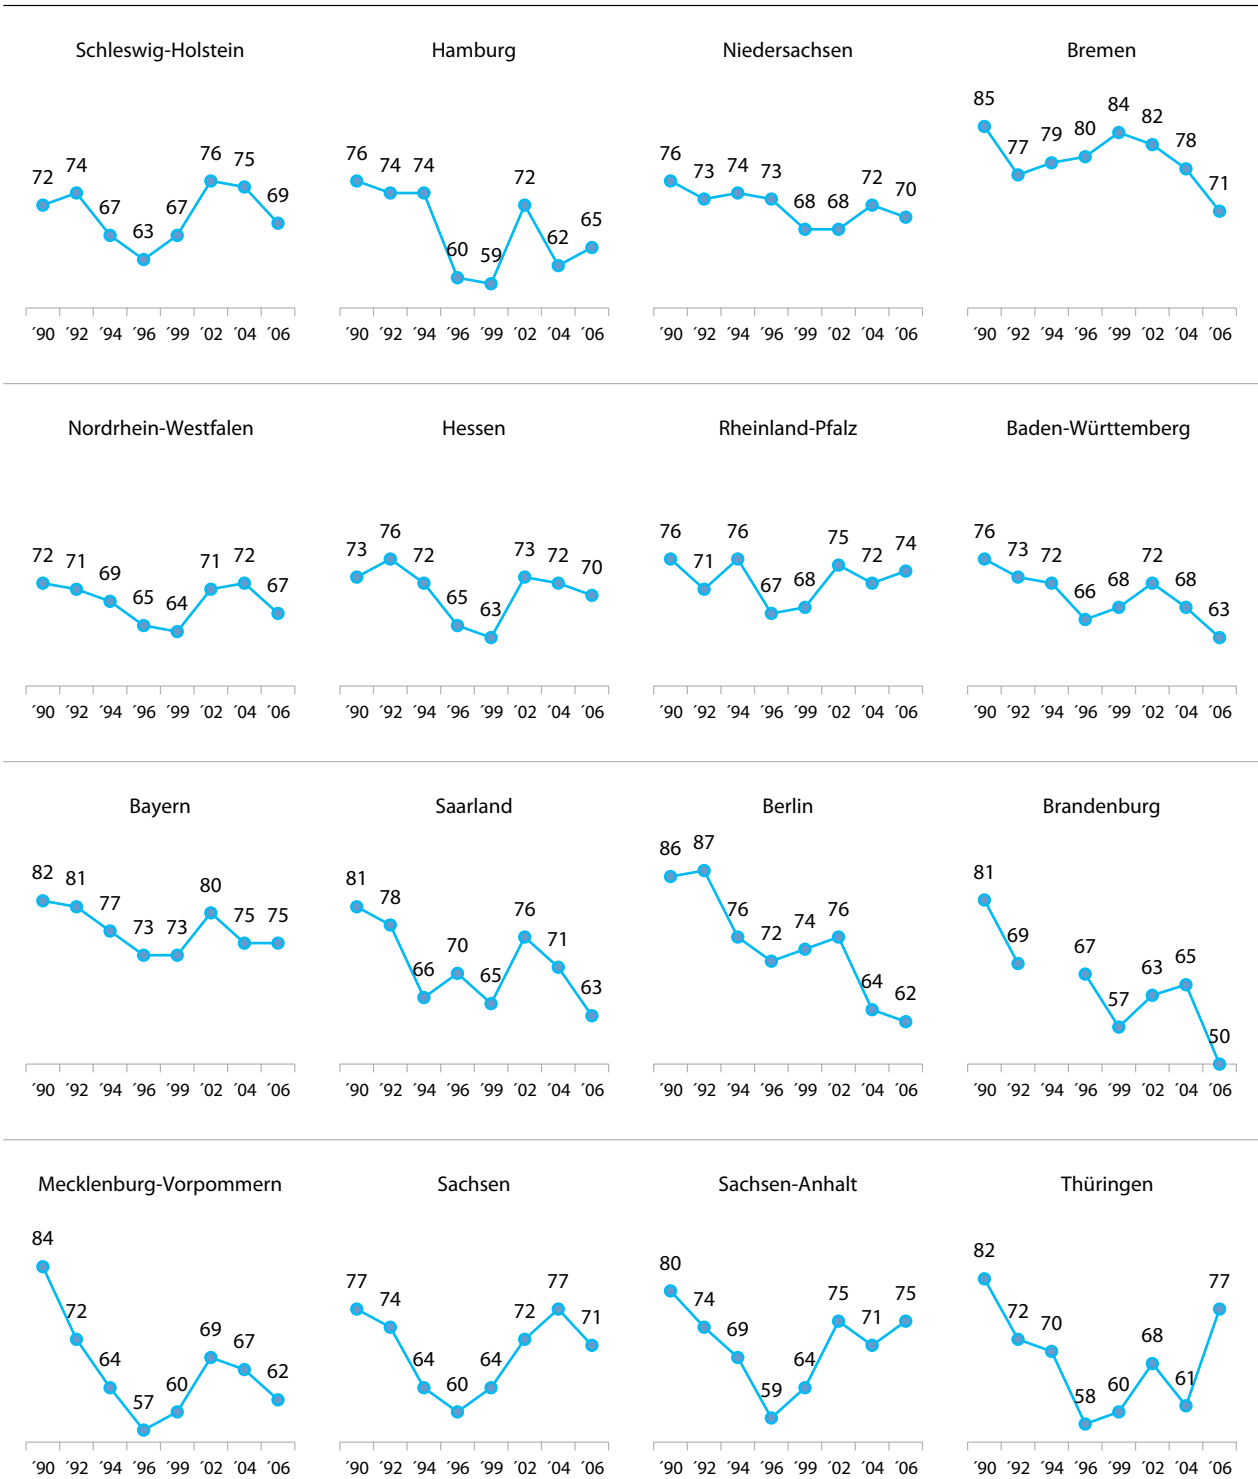 Schleswig-Holstein
72 74 67 63 67 76 75 69
´90 ´92 ´94 ´96 ´99 ´02 ´04 ´06
Hamburg
76 74 74 60 59 72 62 65
´90 ´92 ´94 ´96 ´99 ´02 ´04 ´06
Niedersachsen
76 73 74 73 68 68 72 70
´90 ´92 ´94 ´96 ´99 ´02 ´04 ´06
Bremen
85 77 79 80 84 82 78 71
´90 ´92 ´94 ´96 ´99 ´02 ´04 ´06
Nordrhein-Westfalen
72 71 69 65 64 71 72 67
´90 ´92 ´94 ´96 ´99 ´02 ´04 ´06
Hessen
73 76 72 65 63 73 72 70
´90 ´92 ´94 ´96 ´99 ´02 ´04 ´06
Rheinland-Pfalz
76 71 76 67 68 75 72 74
´90 ´92 ´94 ´96 ´99 ´02 ´04 ´06
Baden-Württemberg
76 73 72 66 68 72 68 63
´90 ´92 ´94 ´96 ´99 ´02 ´04 ´06
Bayern
82 81 77 73 73 80 75 75
´90 ´92 ´94 ´96 ´99 ´02 ´04 ´06
Saarland
81 78 66 70 65 76 71 63
´90 ´92 ´94 ´96 ´99 ´02 ´04 ´06
Berlin
86 87 76 72 74 76 64 62
´90 ´92 ´94 ´96 ´99 ´02 ´04 ´06
Brandenburg
81 69 67 57 63 65 50
´90 ´92 ´94 ´96 ´99 ´02 ´04 ´06
Mecklenburg-Vorpommern
84 72 64 57 60 69 67 62
´90 ´92 ´94 ´96 ´99 ´02 ´04 ´06
Sachsen
77 74 64 60 64 72 77 71
´90 ´92 ´94 ´96 ´99 ´02 ´04 ´06
Sachsen-Anhalt
80 74 69 59 64 75 71 75
´90 ´92 ´94 ´96 ´99 ´02 ´04 ´06
Thüringen
82 72 70 58 60 68 61 77
´90 ´92 ´94 ´96 ´99 ´02 ´04 ´06